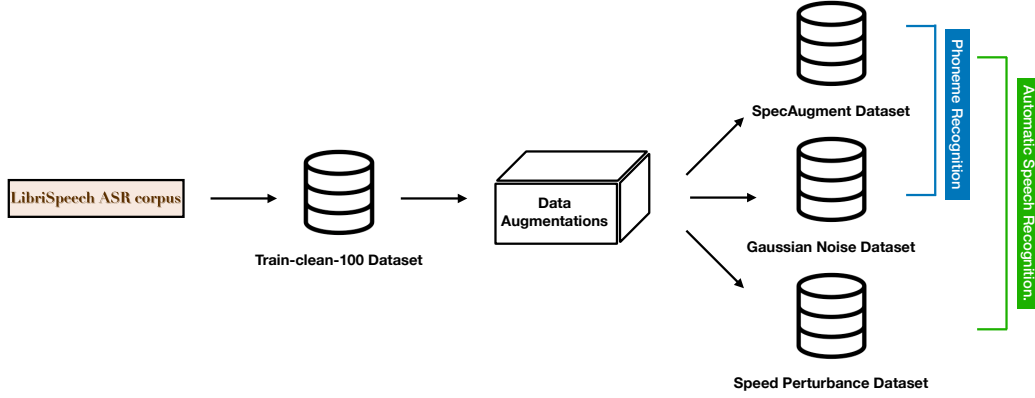 LibriSpeech ASR corpus
Train-clean-100 Dataset
Data
Augmentations
SpecAugment Dataset
Gaussian Noise Dataset
Speed Perturbance Dataset
Phoneme Recognition
Automatic Speech Recognition.